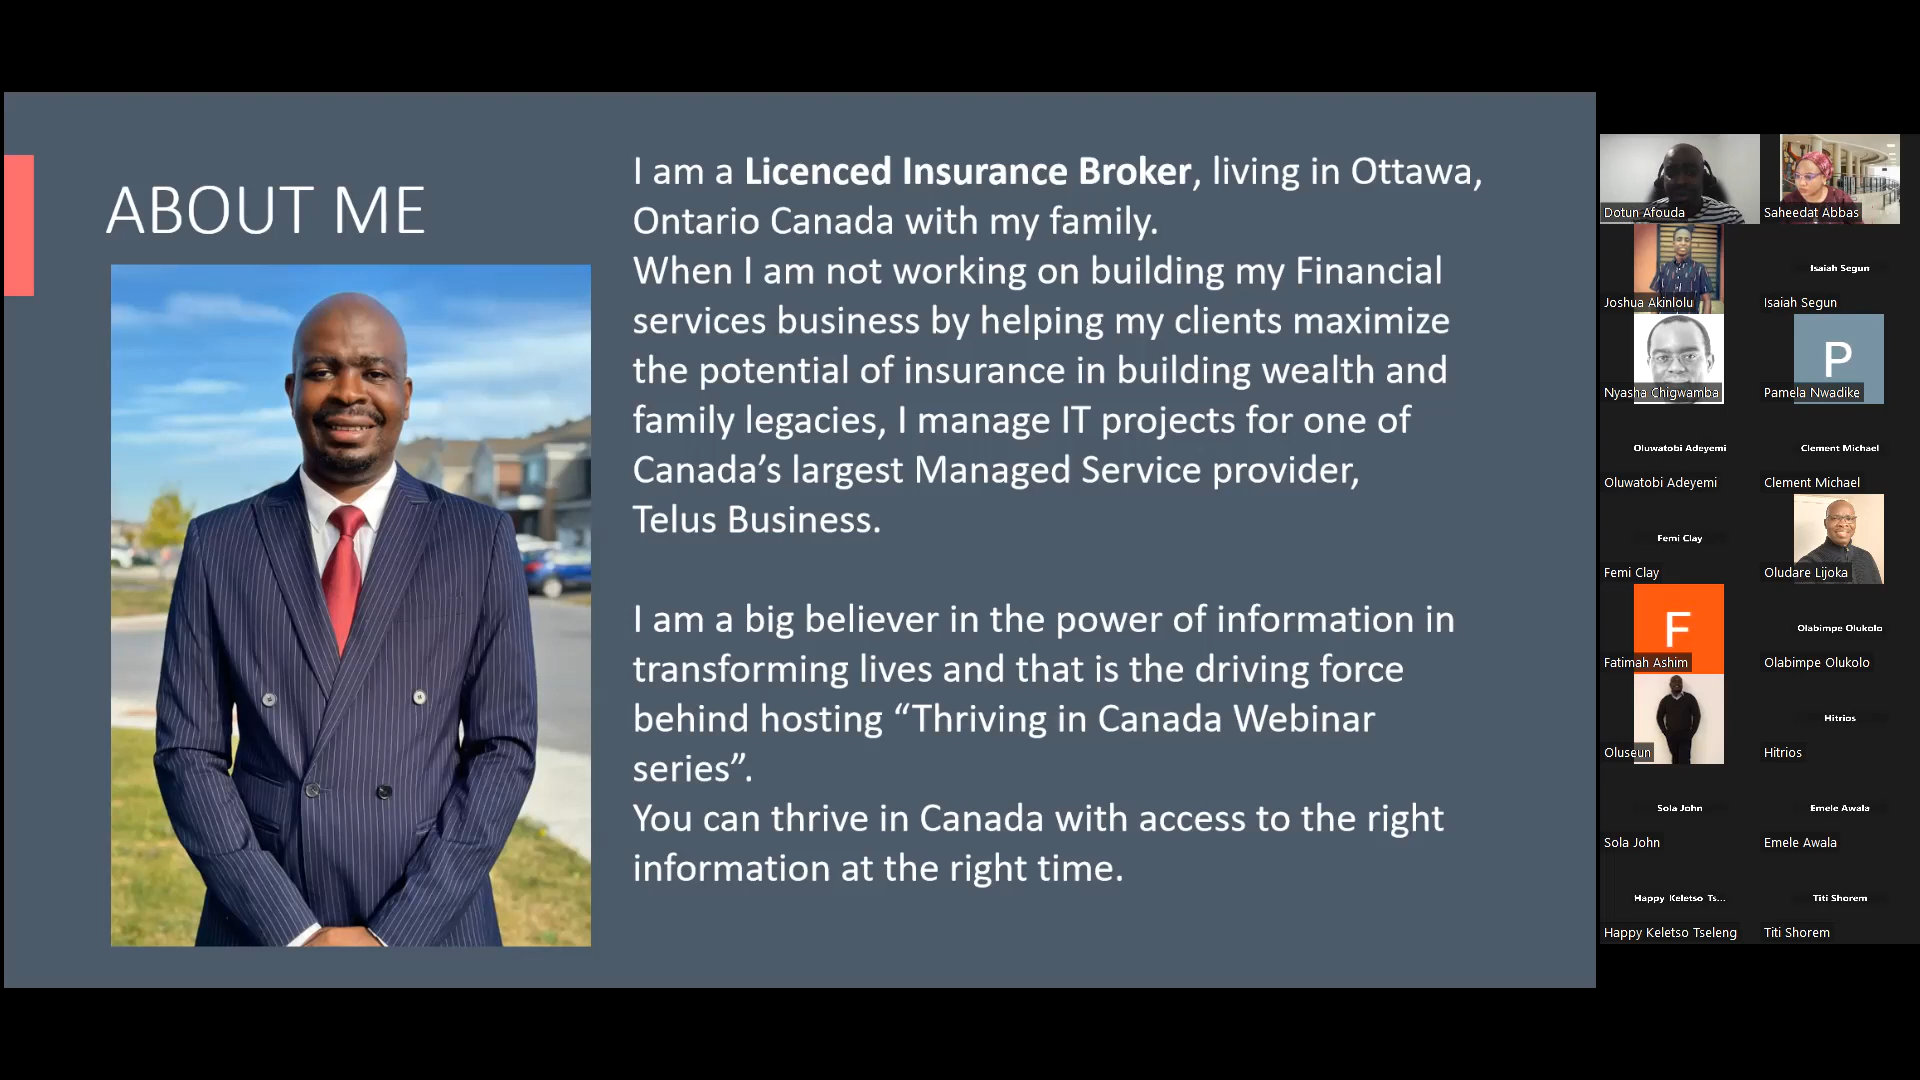 ABOUT ME
I am a Licenced Insurance Broker, living in Ottawa,
Ontario Canada with my family.
When I am not working on building my Financial
services business by helping my clients maximize
the potential of insurance in building wealth and
family legacies, I manage IT projects for one of
Canada’s largest Managed Service provider,
Telus Business.
I am a big believer in the power of information in
transforming lives and that is the driving force
behind hosting “Thriving in Canada Webinar
series”.
You can thrive in Canada with access to the right
information at the right time.
Dotun Afouda
Saheedat Abbas
Joshua Akinlolu
Isaiah Segun
Isaiah Segun
Nyasha Chigwamba
P
Pamela Nwadike
Oluwatobi Adeyemi
Oluwatobi Adeyemi
Clement Michael
Clement Michael
Femi Clay
Femi Clay
Oludare Lijoka
F
Fatimah Ashim
Olabimpe Olukolo
Olabimpe Olukolo
Oluseun
Hitrios
Hitrios
Sola John
Sola John
Emele Awala
Emele Awala
Happy Keletso Ts...
Happy Keletso Tseleng
Titi Shorem
Titi Shorem